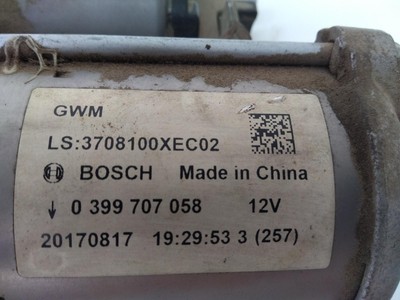 GWM
LS:3708100XEC02
BOSCH Made in China
↓ 0 399 707 058 12V
20170817 19:29:53 3 (257)